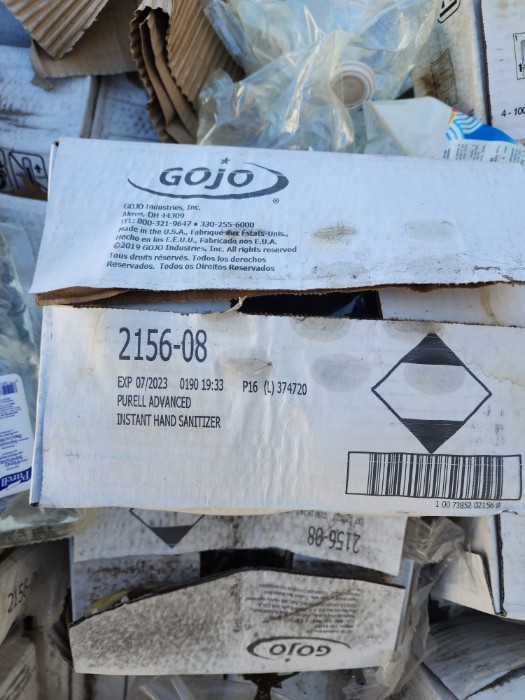 GOJO
GOJO Industries, Inc.
Akron, OH 44309
TEL: 800-321-9647 • 330-255-6000
Made in the U.S.A., Fabriqué aux États-Unis.,
Hecho en los E.E.U.U., Fabricado nos E.U.A.
©2019 GOJO Industries, Inc. All rights reserved
Tous droits réservés. Todos los derechos
Reservados. Todos os Direitos Reservados
2156-08
EXP 07/2023 0190 19:33 P16 (L) 374720
PURELL ADVANCED
INSTANT HAND SANITIZER
1 00 73852 02156 8
Purell
2156-08
GOJO